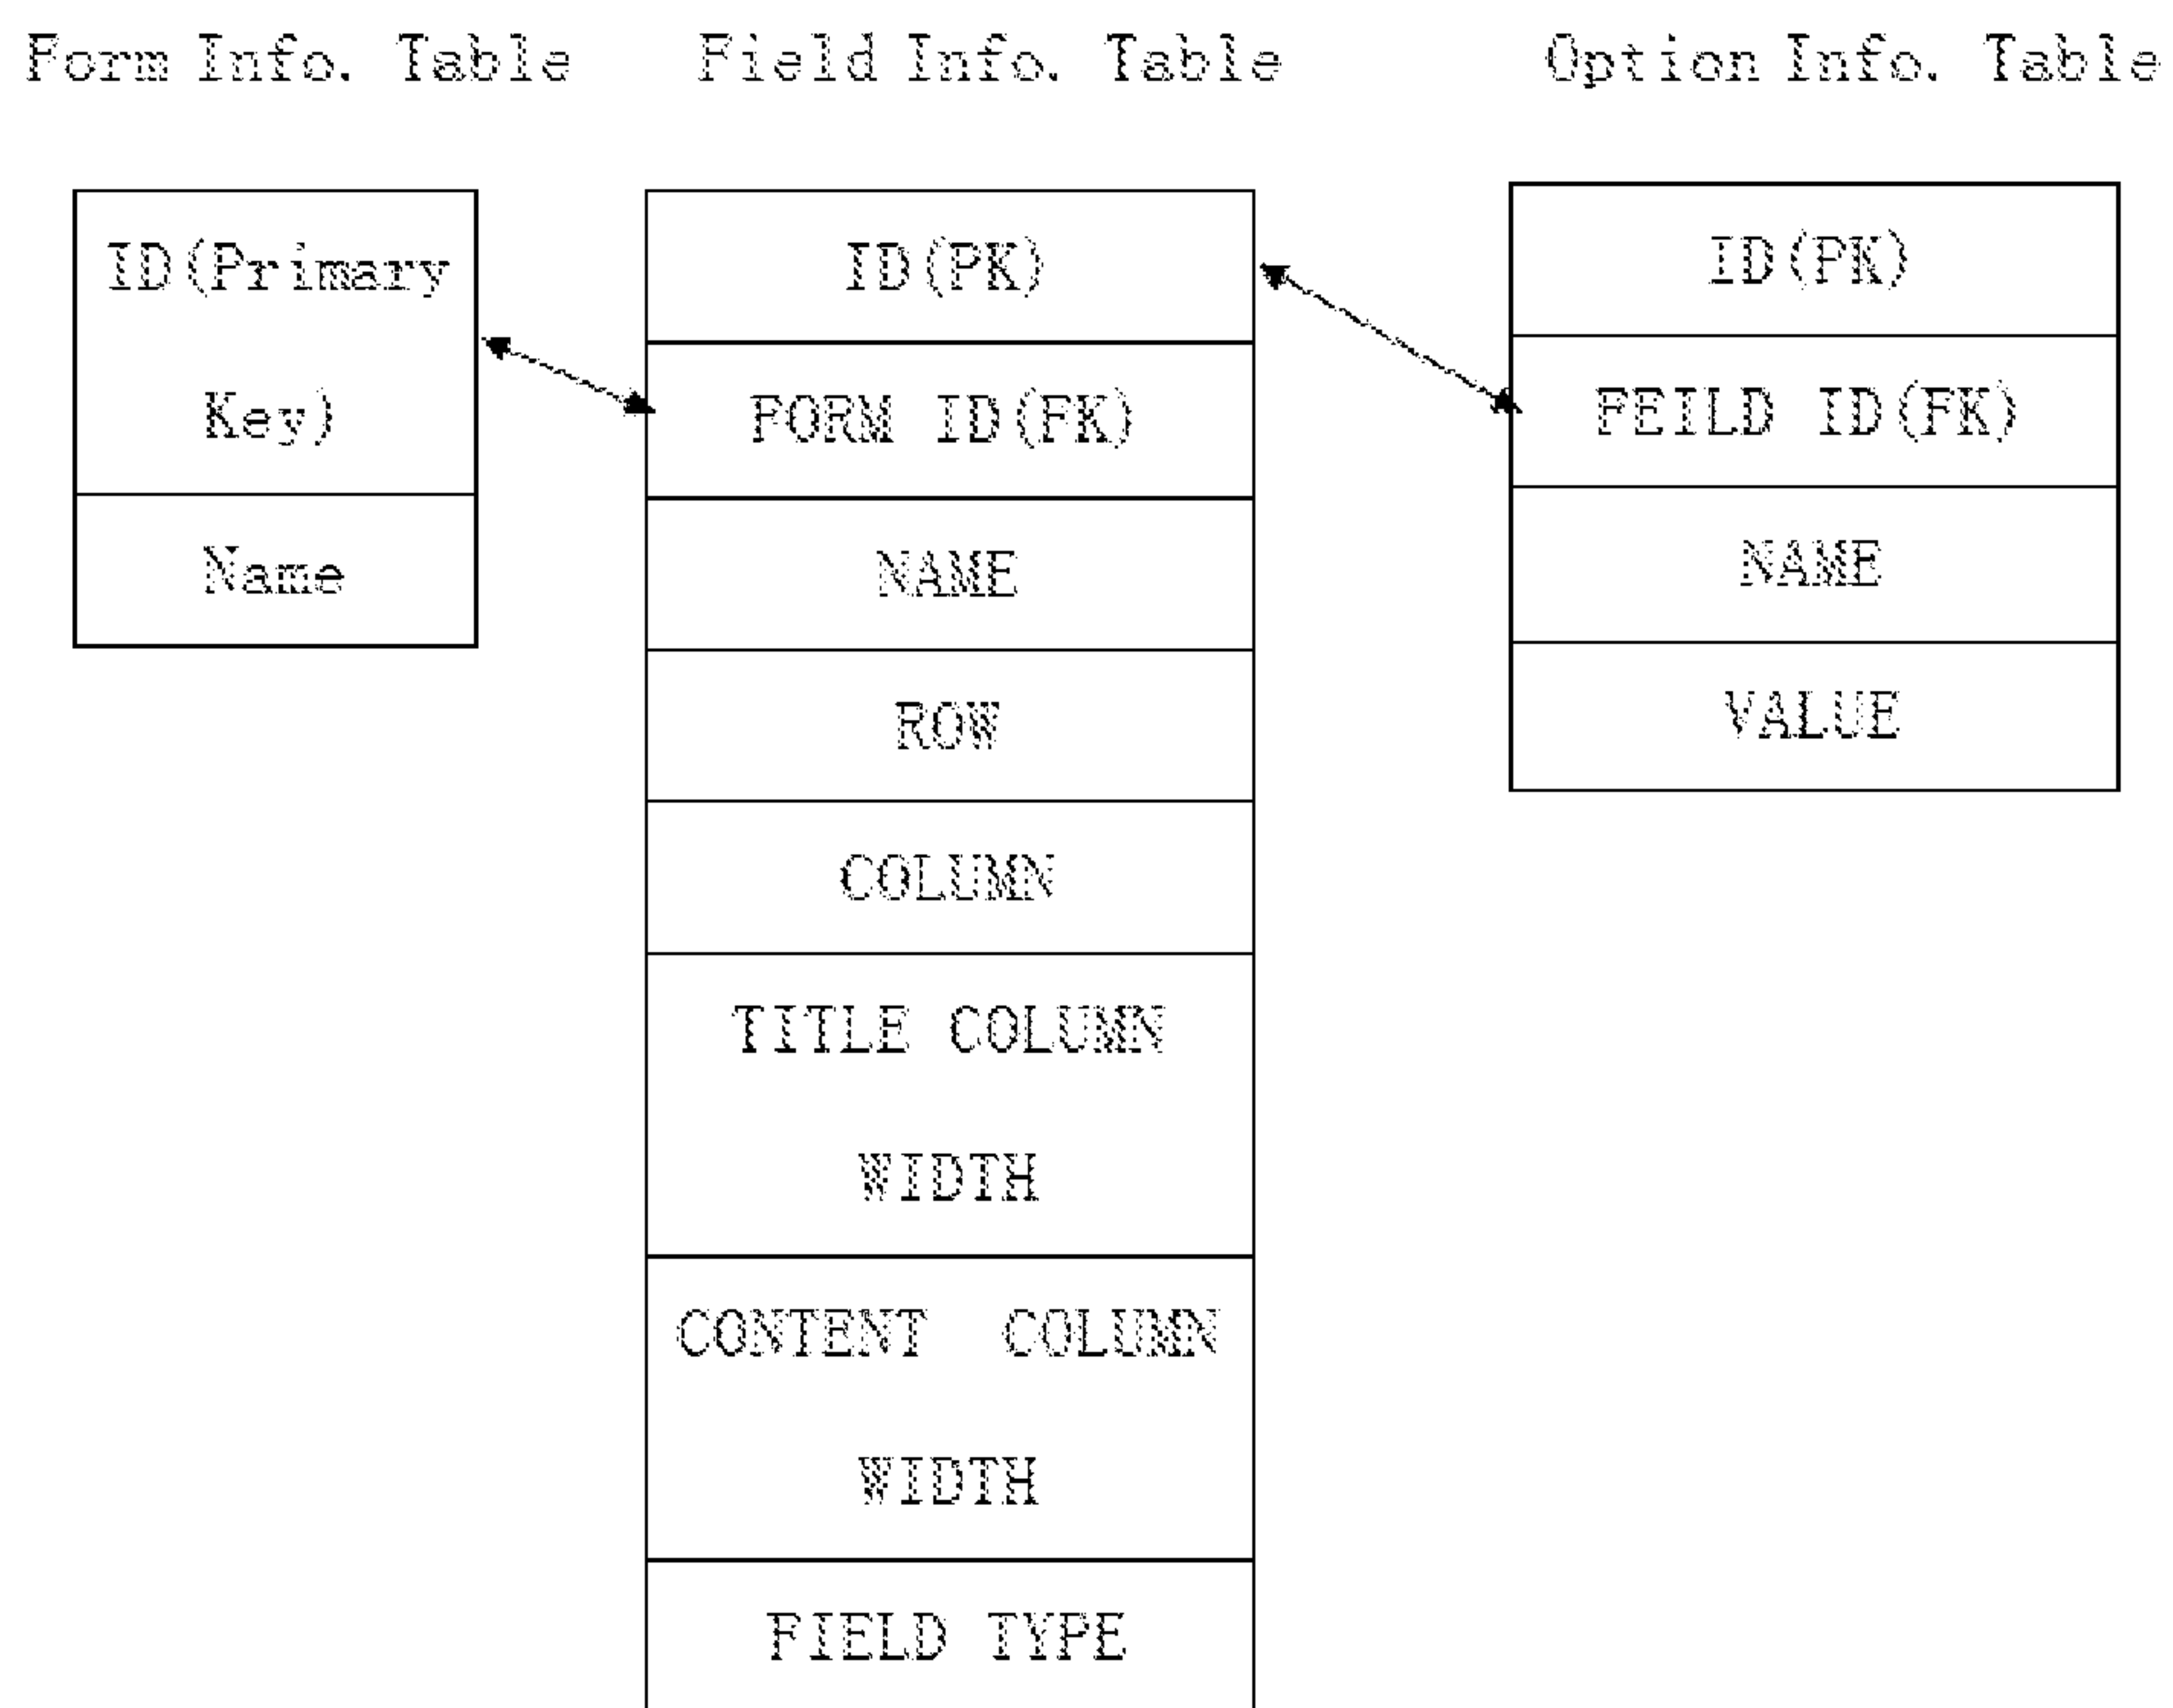 Form Info. Table
Field Info. Table
Option Info. Table
ID(Primary
Key)
Name
ID(PK)
FORM ID(FK)
NAME
ROW
COLUMN
TITLE COLUMN
WIDTH
CONTENT COLUMN
WIDTH
FIELD TYPE
ID(PK)
FEILD ID(FK)
NAME
VALUE